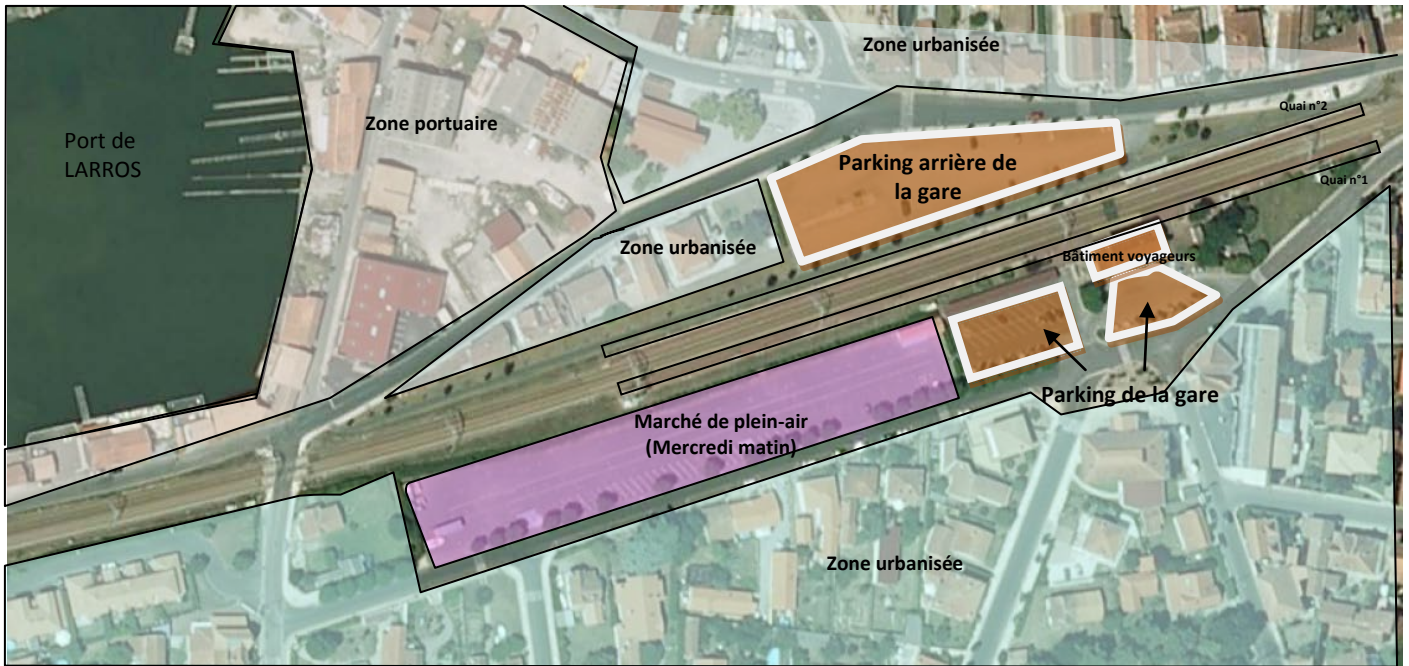 Zone urbanisée
Quai n°2
Port de
LARROS
Zone portuaire
Parking arrière de
la gare
Quai n°1
Zone urbanisée
Bâtiment voyageurs
Parking de la gare
Marché de plein-air
(Mercredi matin)
Zone urbanisée